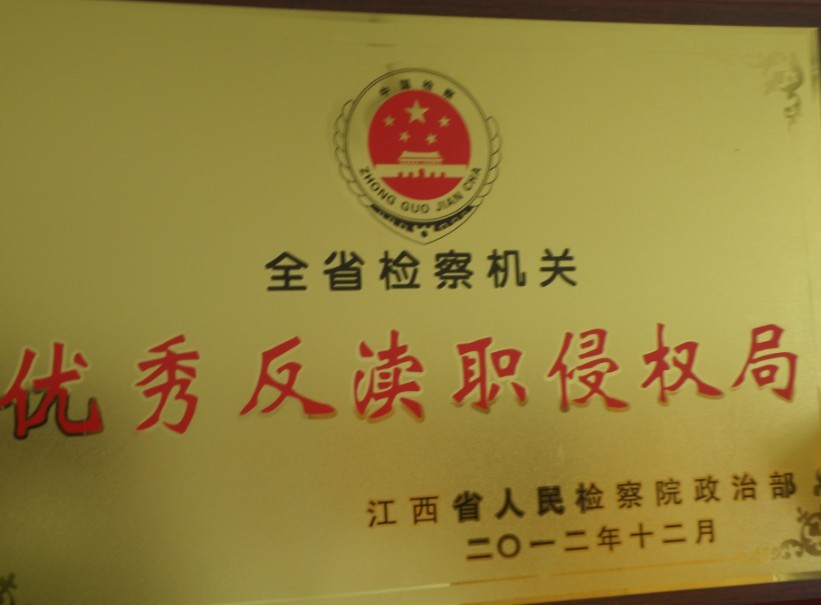 中国检察
ZHONG GUO JIAN CHA
全省检察机关
优秀反渎职侵权局
江西省人民检察院政治部
二〇一二年十二月